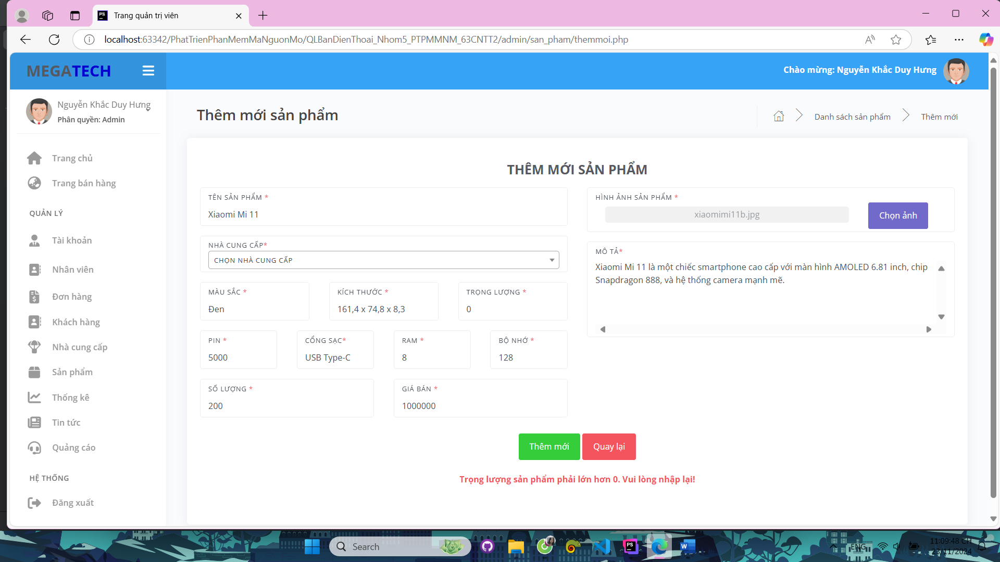 Trang quản trị viên
localhost:63342/PhatTrienPhanMemMaNguonMo/QLBanDienThoai_Nhom5_PTPMMNM_63CNTT2/admin/san_pham/themmoi.php
MEGATECH
Chào mừng: Nguyễn Khắc Duy Hưng
Nguyễn Khắc Duy Hưng
Phân quyền: Admin
Trang chủ
Trang bán hàng
QUẢN LÝ
Tài khoản
Nhân viên
Đơn hàng
Khách hàng
Nhà cung cấp
Sản phẩm
Thống kê
Tin tức
Quảng cáo
HỆ THỐNG
Đăng xuất
Thêm mới sản phẩm
Danh sách sản phẩm
Thêm mới
THÊM MỚI SẢN PHẨM
TÊN SẢN PHẨM *
Xiaomi Mi 11
NHÀ CUNG CẤP*
CHỌN NHÀ CUNG CẤP
MÀU SẮC *
Đen
KÍCH THƯỚC *
161,4 x 74,8 x 8,3
TRỌNG LƯỢNG *
0
PIN *
5000
CỔNG SẠC*
USB Type-C
RAM *
8
BỘ NHỚ *
128
SỐ LƯỢNG *
200
GIÁ BÁN *
1000000
HÌNH ẢNH SẢN PHẨM *
xiaomimi11b.jpg
Chọn ảnh
MÔ TẢ*
Xiaomi Mi 11 là một chiếc smartphone cao cấp với màn hình AMOLED 6.81 inch, chip
Snapdragon 888, và hệ thống camera mạnh mẽ.
Thêm mới
Quay lại
Trọng lượng sản phẩm phải lớn hơn 0. Vui lòng nhập lại!
Search
ENG
11:09:48 CH
23/11/2024